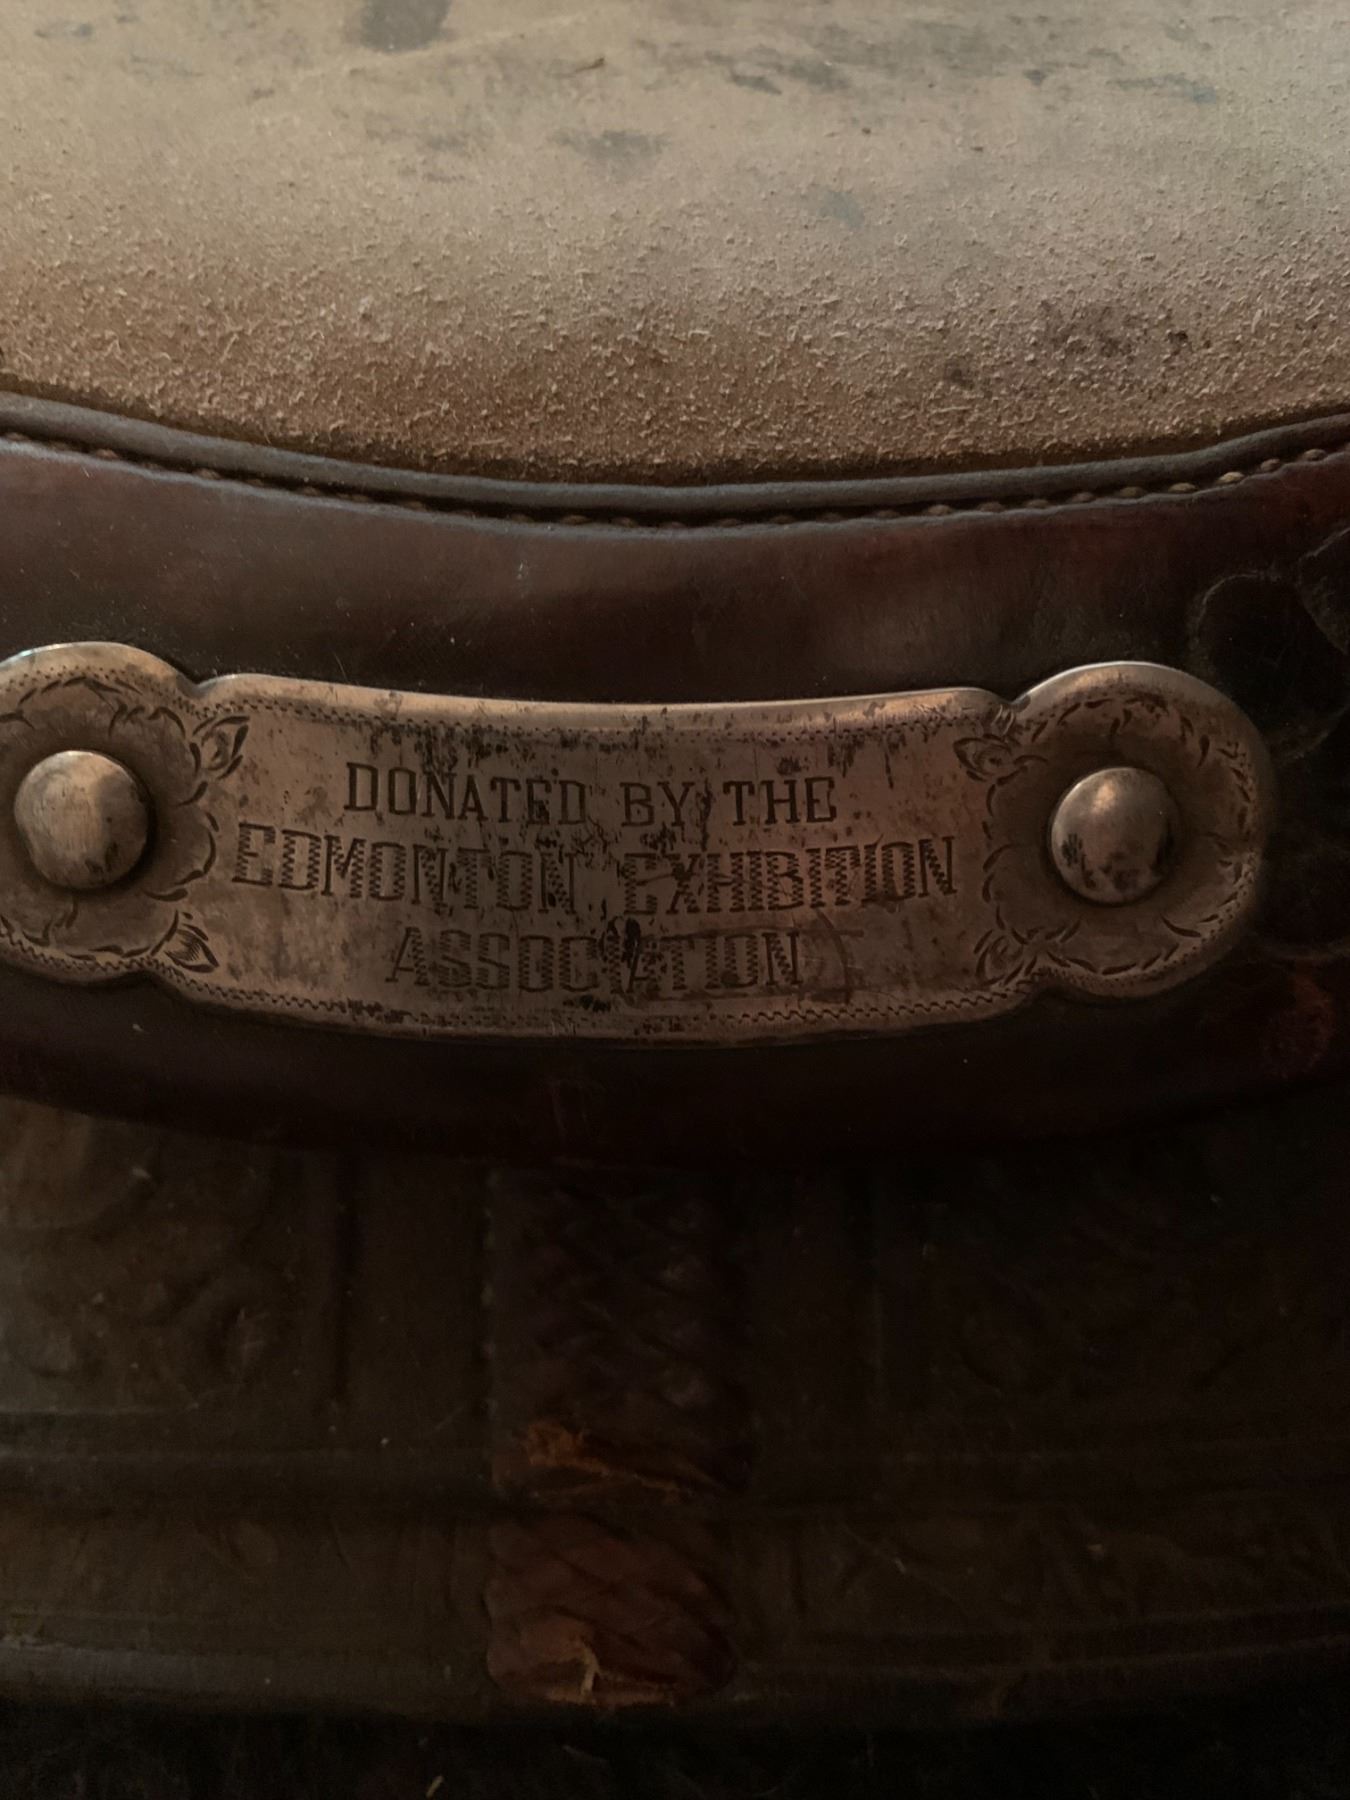 DONATED BY THE
EDMONTON EXHIBITION
ASSOCIATION